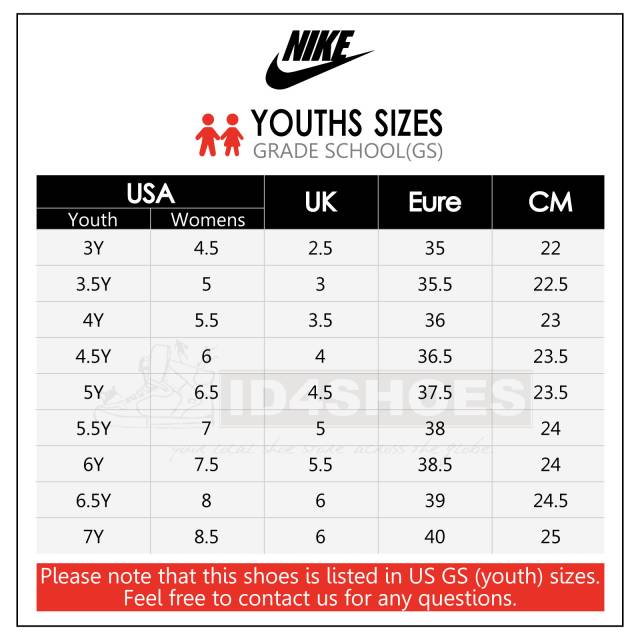 NIKE
YOUTHS SIZES
GRADE SCHOOL(GS)
USA UK Eure CM
Youth Womens
3Y 4.5 2.5 35 22
3.5Y 5 3 35.5 22.5
4Y 5.5 3.5 36 23
4.5Y 6 4 36.5 23.5
5Y 6.5 4.5 37.5 23.5
ID4SHOES
5.5Y 7 5 38 24
your local shoe store across the globe.
6Y 7.5 5.5 38.5 24
6.5Y 8 6 39 24.5
7Y 8.5 6 40 25
Please note that this shoes is listed in US GS (youth) sizes.
Feel free to contact us for any questions.